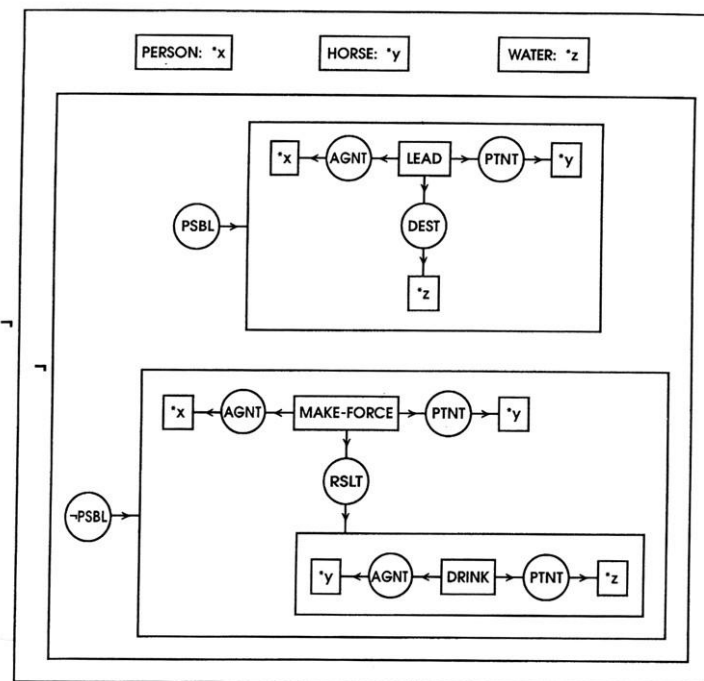 PERSON: *x HORSE: *y WATER: *z
*x AGNT LEAD PTNT *y
PSBL DEST
*z
¬
¬
*x AGNT MAKE-FORCE PTNT *y
RSLT
¬PSBL
*y AGNT DRINK PTNT *z